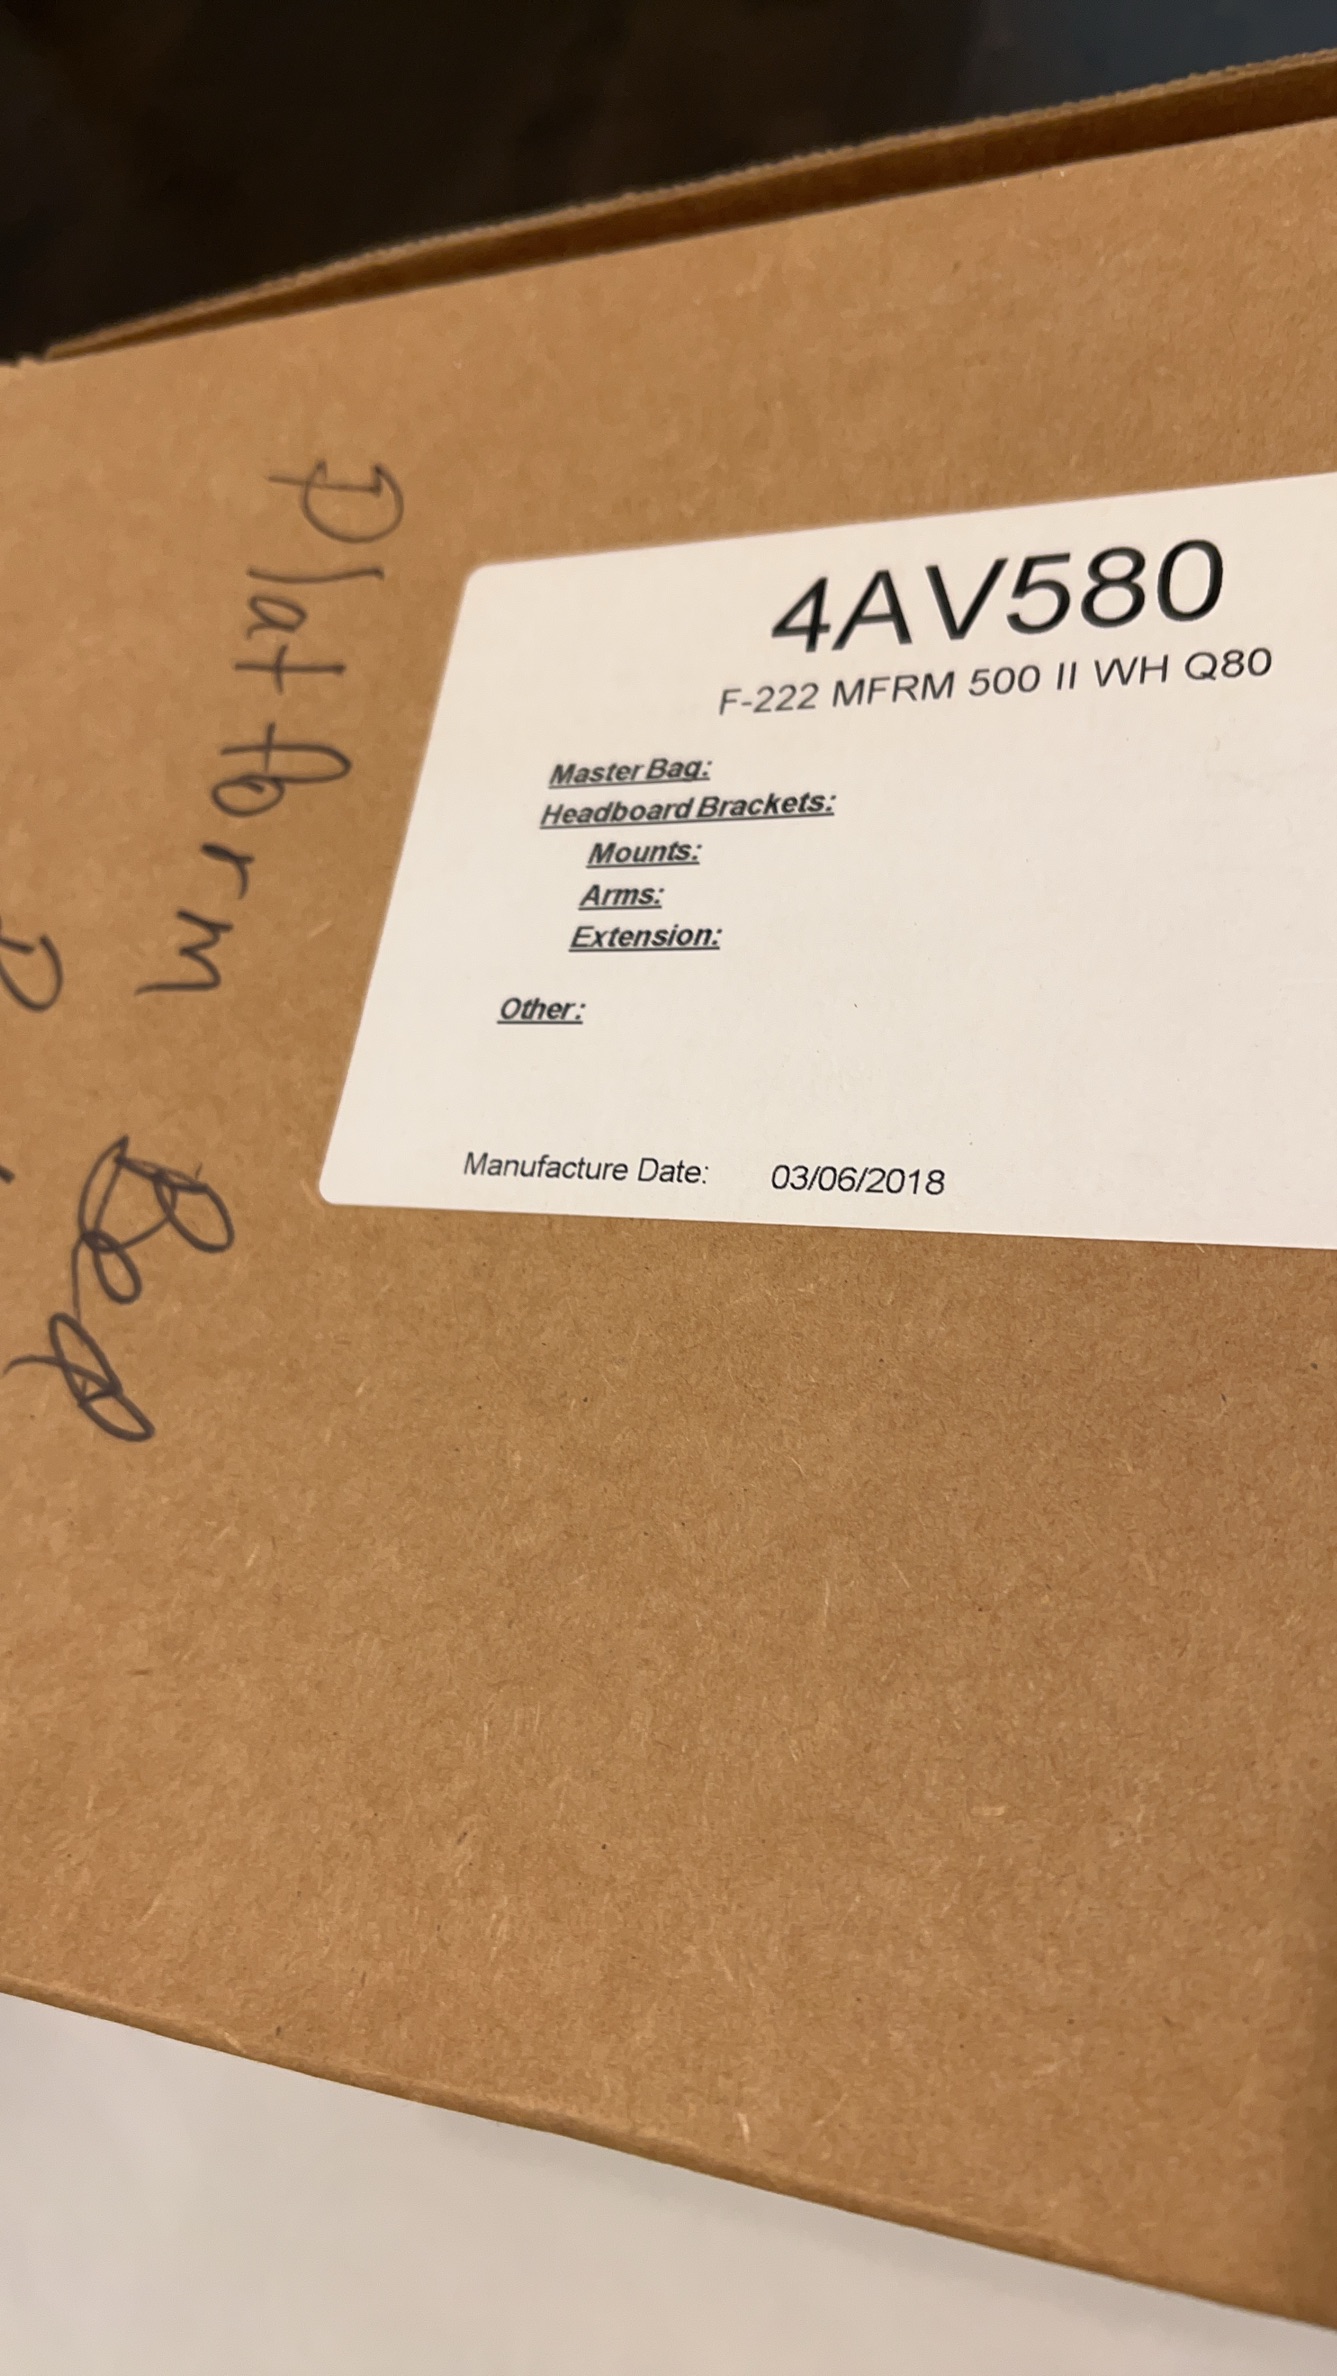 4AV580
F-222 MFRM 500 II WH Q80
Master Bag:
Headboard Brackets:
Mounts:
Arms:
Extension:
Other:
Manufacture Date: 03/06/2018
Platform Bed